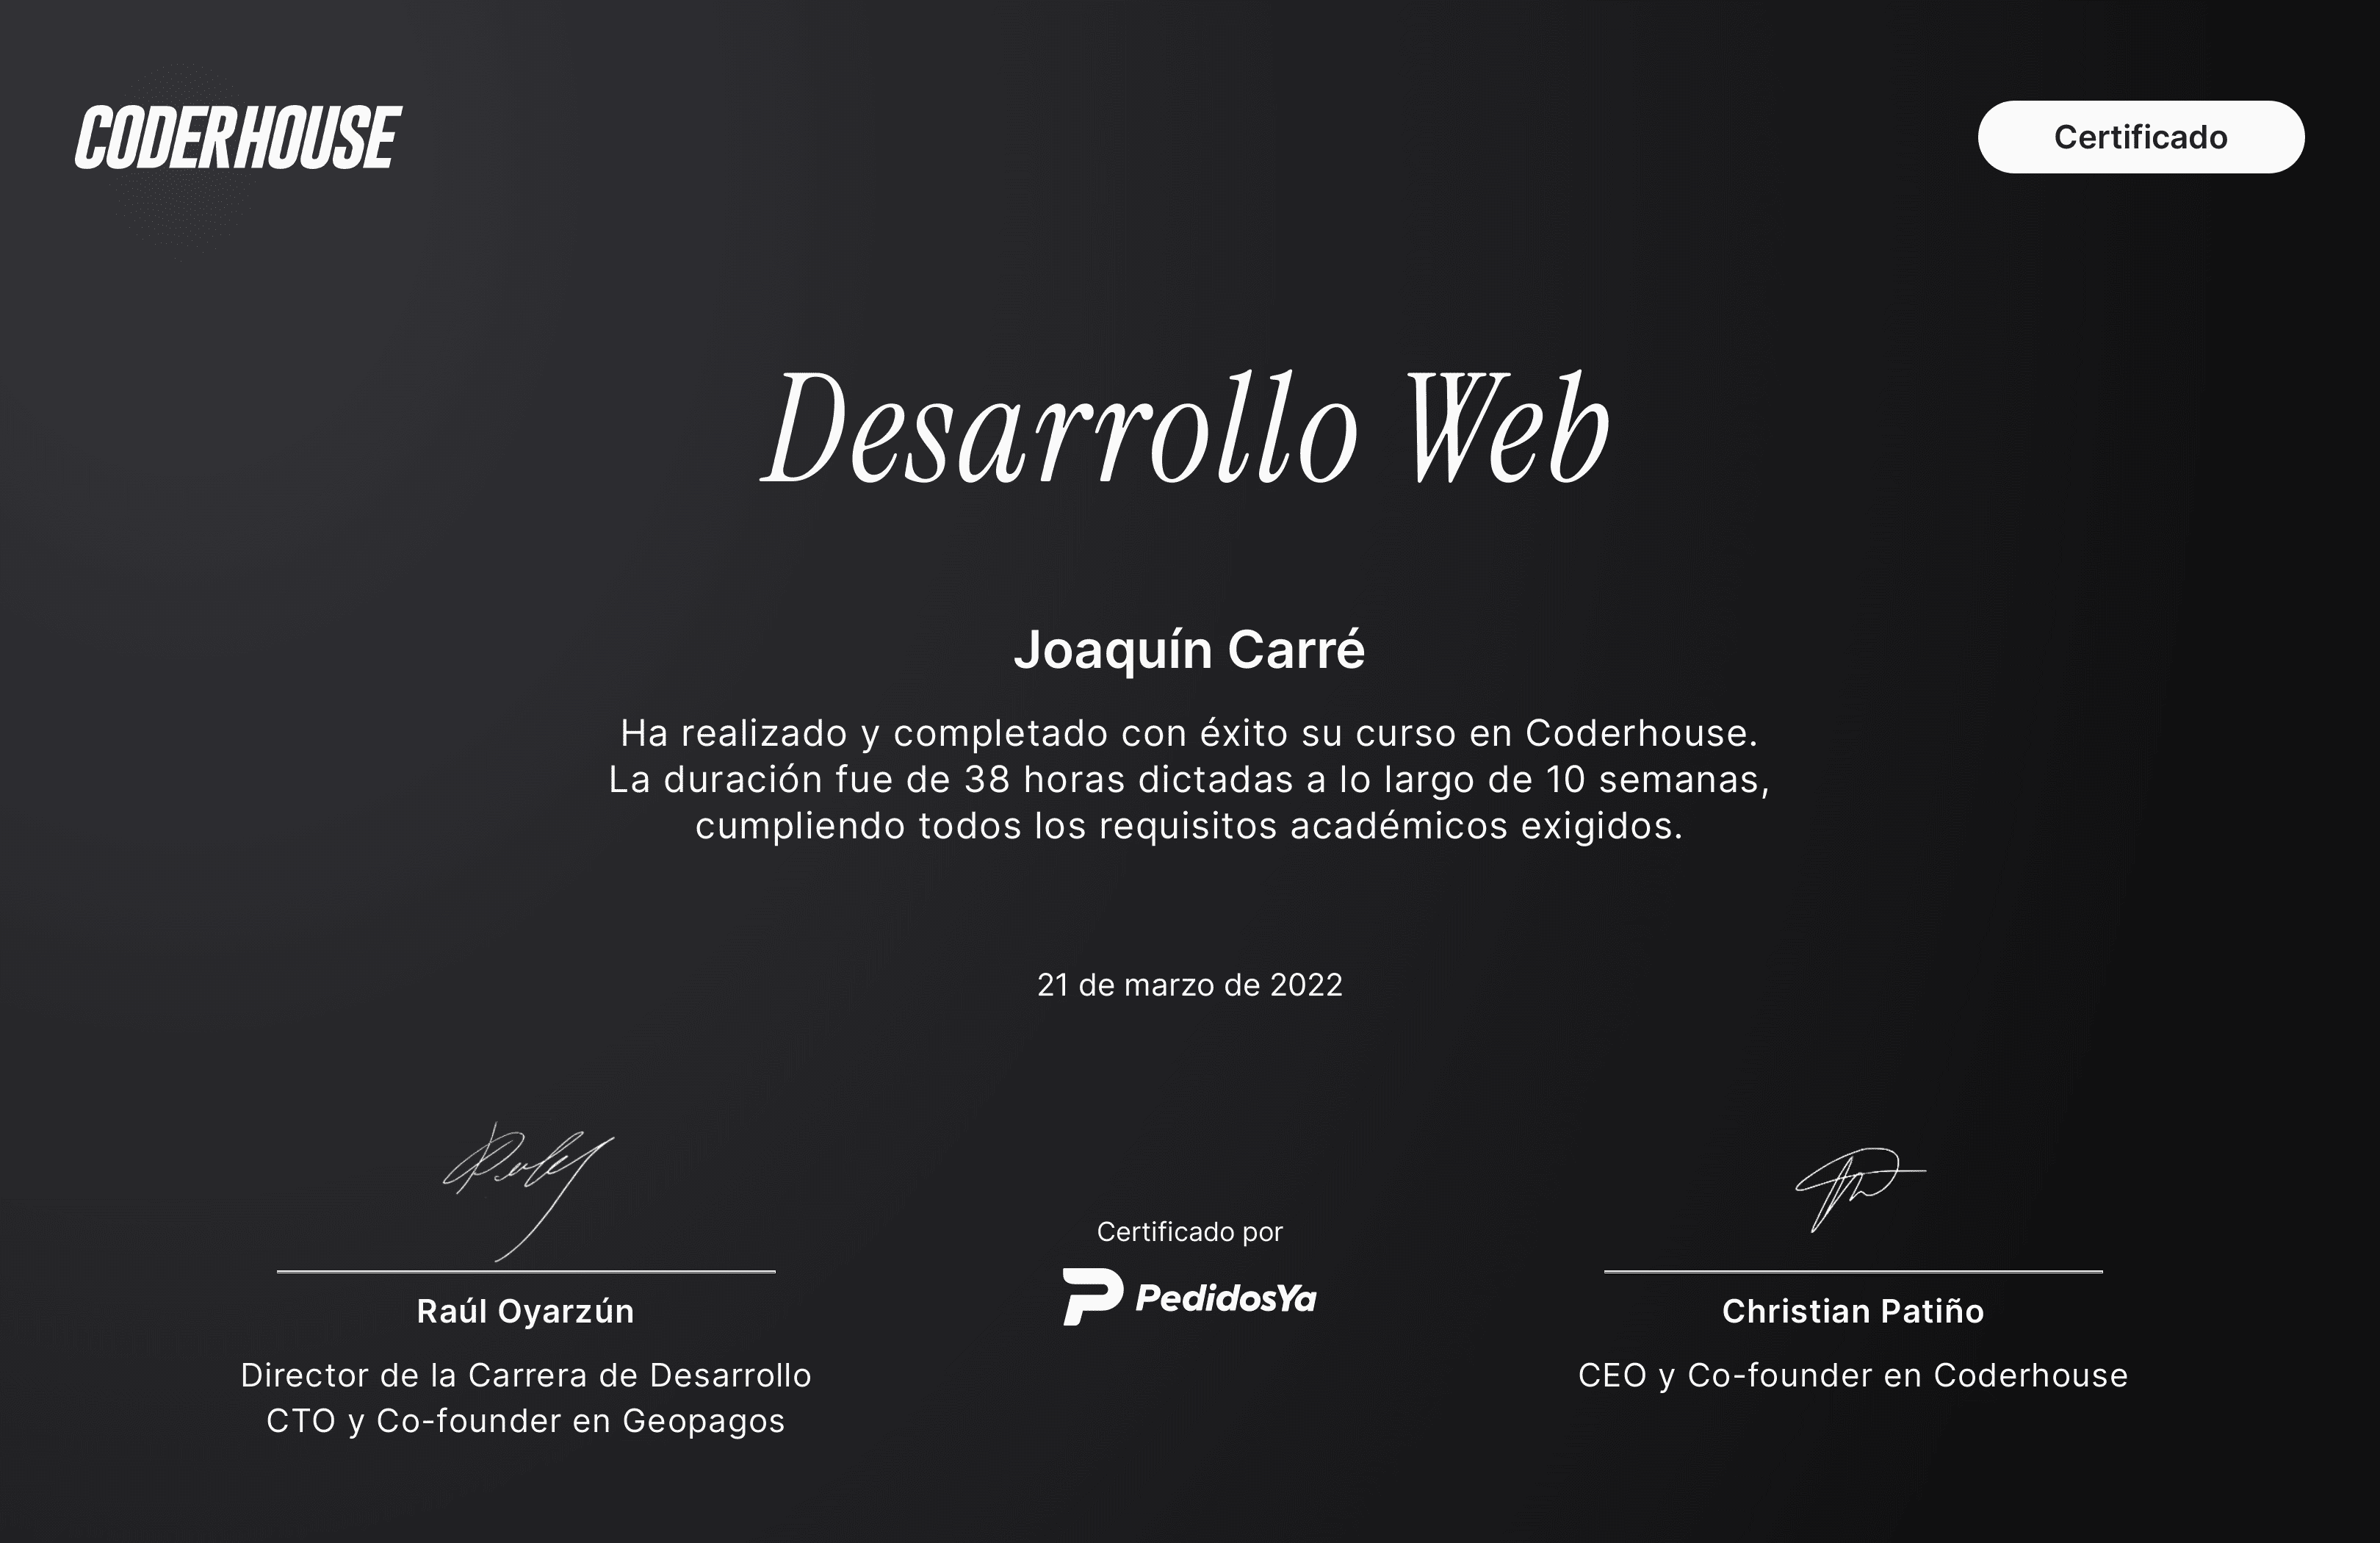 CODERHOUSE
Certificado
Desarrollo Web
Joaquín Carré
Ha realizado y completado con éxito su curso en Coderhouse.
La duración fue de 38 horas dictadas a lo largo de 10 semanas,
cumpliendo todos los requisitos académicos exigidos.
21 de marzo de 2022
Raúl Oyarzún
Director de la Carrera de Desarrollo
CTO y Co-founder en Geopagos
Certificado por
PedidosYa
Christian Patiño
CEO y Co-founder en Coderhouse